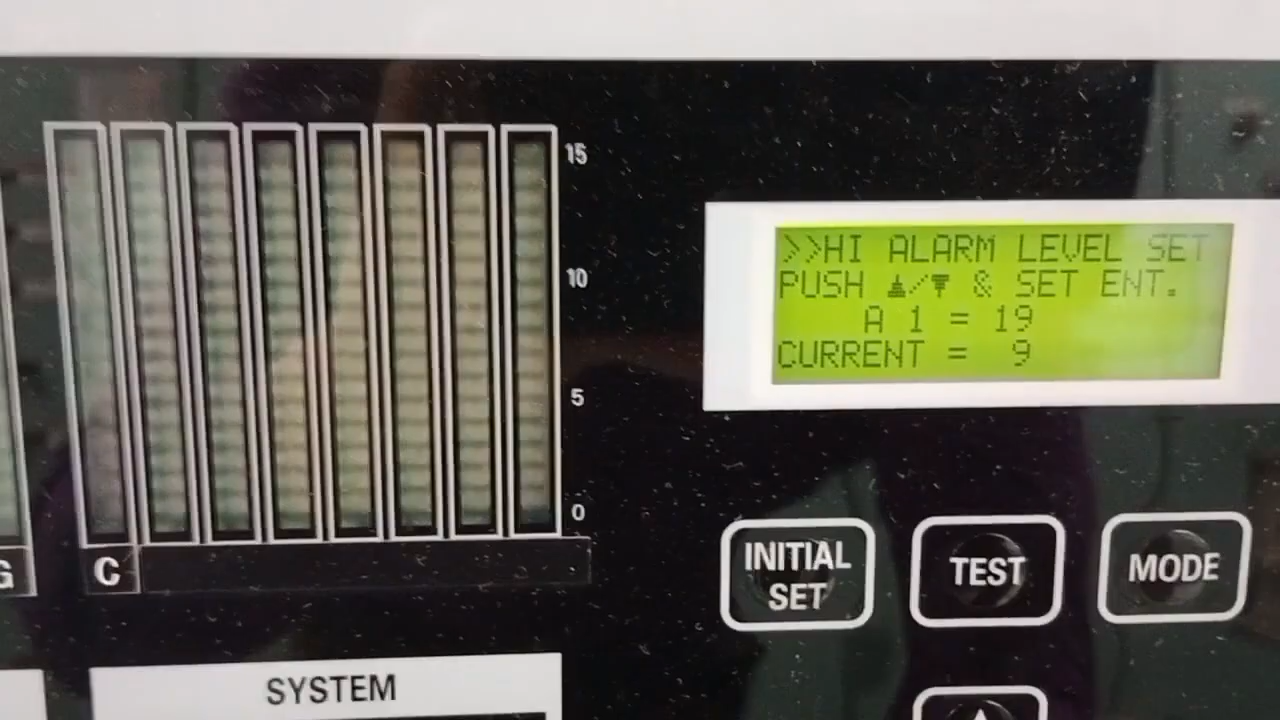 15
10
5
0
G
C
>>HI ALARM LEVEL SET
PUSH ▲/▼ & SET ENT.
A 1 = 19
CURRENT = 9
INITIAL
SET
TEST
MODE
SYSTEM